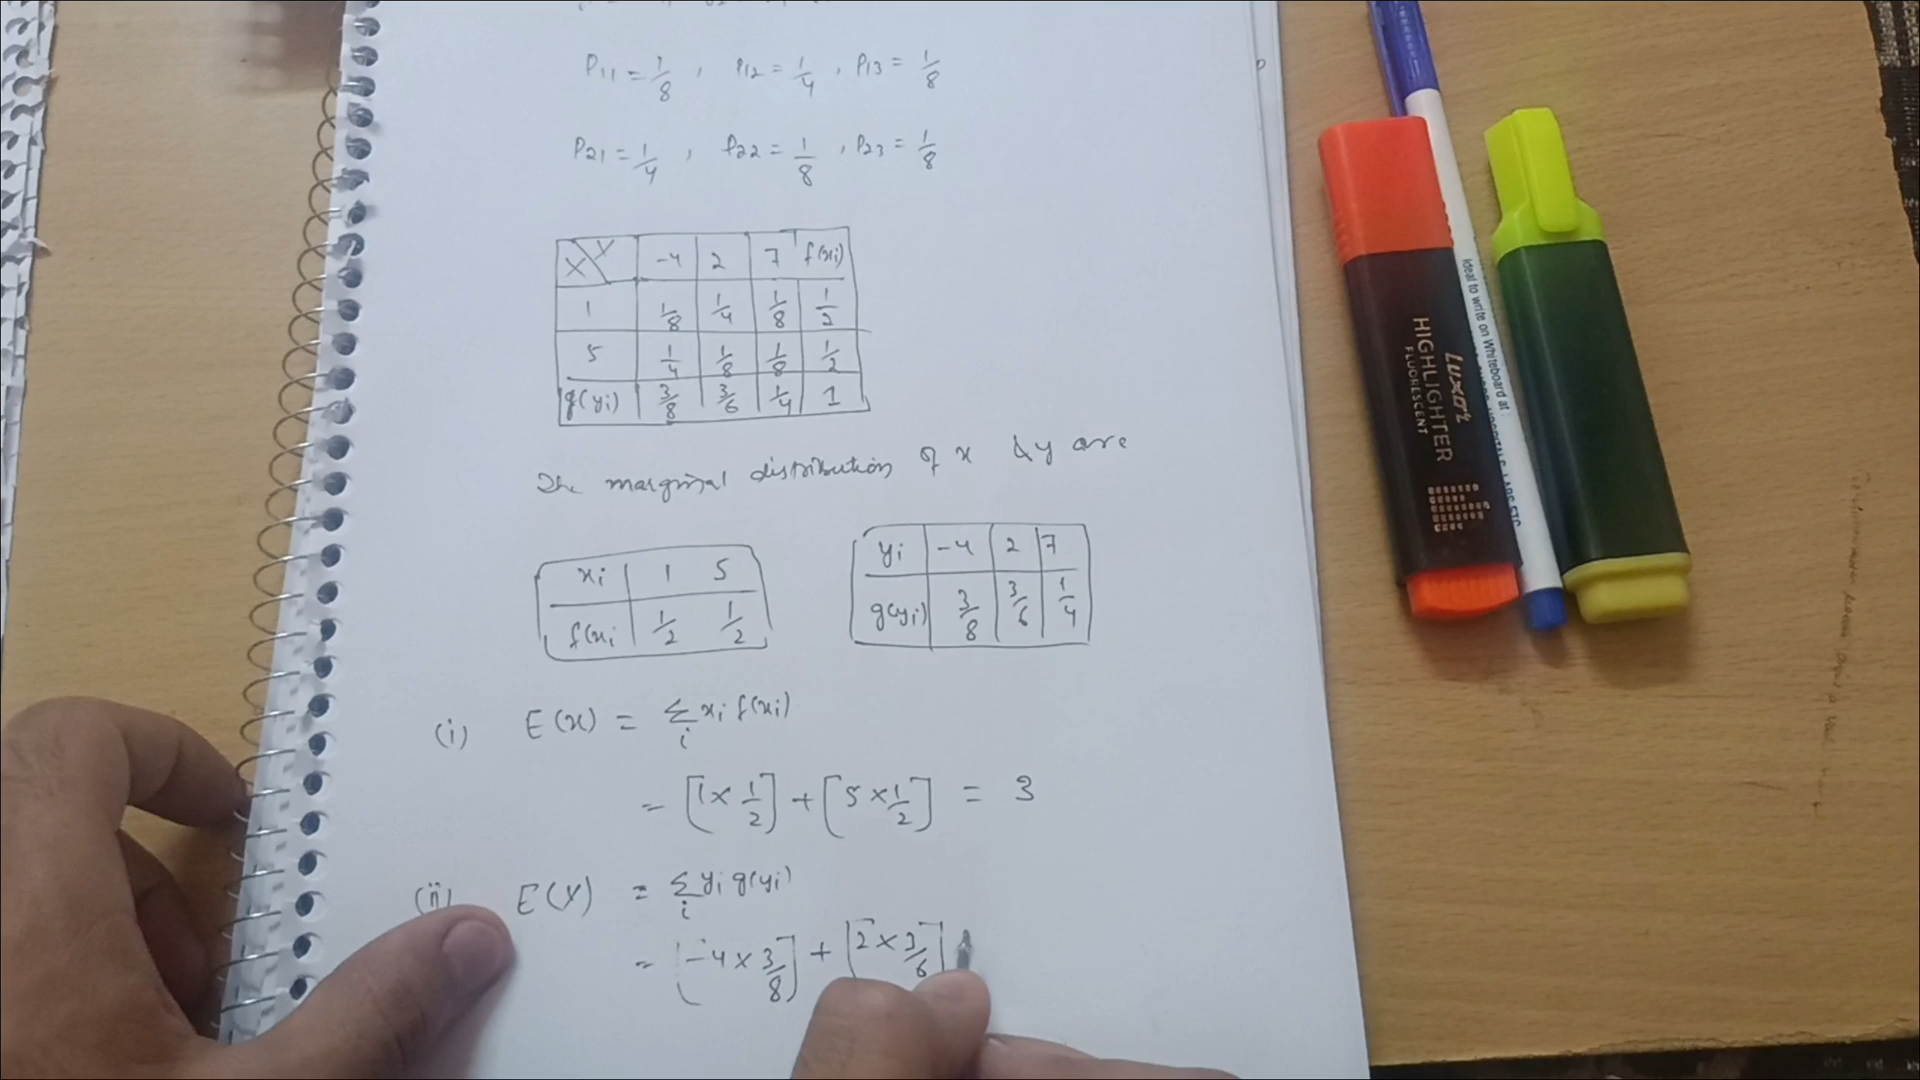 P11 = 1/8 , P12 = 1/4 , P13 = 1/8
P21 = 1/4 , P22 = 1/8 , P23 = 1/8
X Y -4 2 7 f(xi)
1 1/8 1/4 1/8 1/2
5 1/4 1/8 1/8 1/2
g(yi) 3/8 3/6 1/4 1
The marginal distribution of x & y are
xi 1 5
f(xi 1/2 1/2
yi -4 2 7
g(yi) 3/8 3/6 1/4
(i) E(x) = Σi xi f(xi)
= [1 × 1/2] + [5 × 1/2] = 3
(ii) E(Y) = Σi yi g(yi)
= [-4 × 3/8] + [2 × 3/6]
Luxor
HIGHLIGHTER
FLUORESCENT
Ideal to write on Whiteboard at